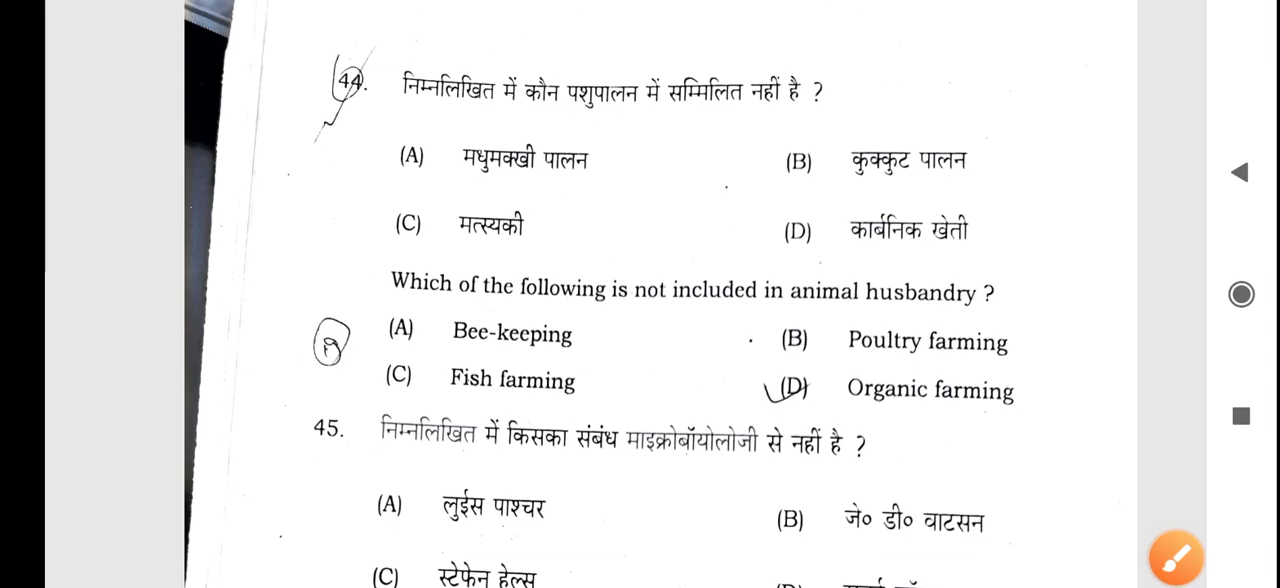 44. निम्नलिखित में कौन पशुपालन में सम्मिलित नहीं है ?
(A) मधुमक्खी पालन (B) कुक्कुट पालन
(C) मत्स्यकी (D) कार्बनिक खेती
Which of the following is not included in animal husbandry ?
(A) Bee-keeping (B) Poultry farming
(C) Fish farming (D) Organic farming
45. निम्नलिखित में किसका संबंध माइक्रोबॉयोलोजी से नहीं है ?
(A) लुईस पाश्चर (B) जे० डी० वाटसन
(C) स्टेफेन हेल्स